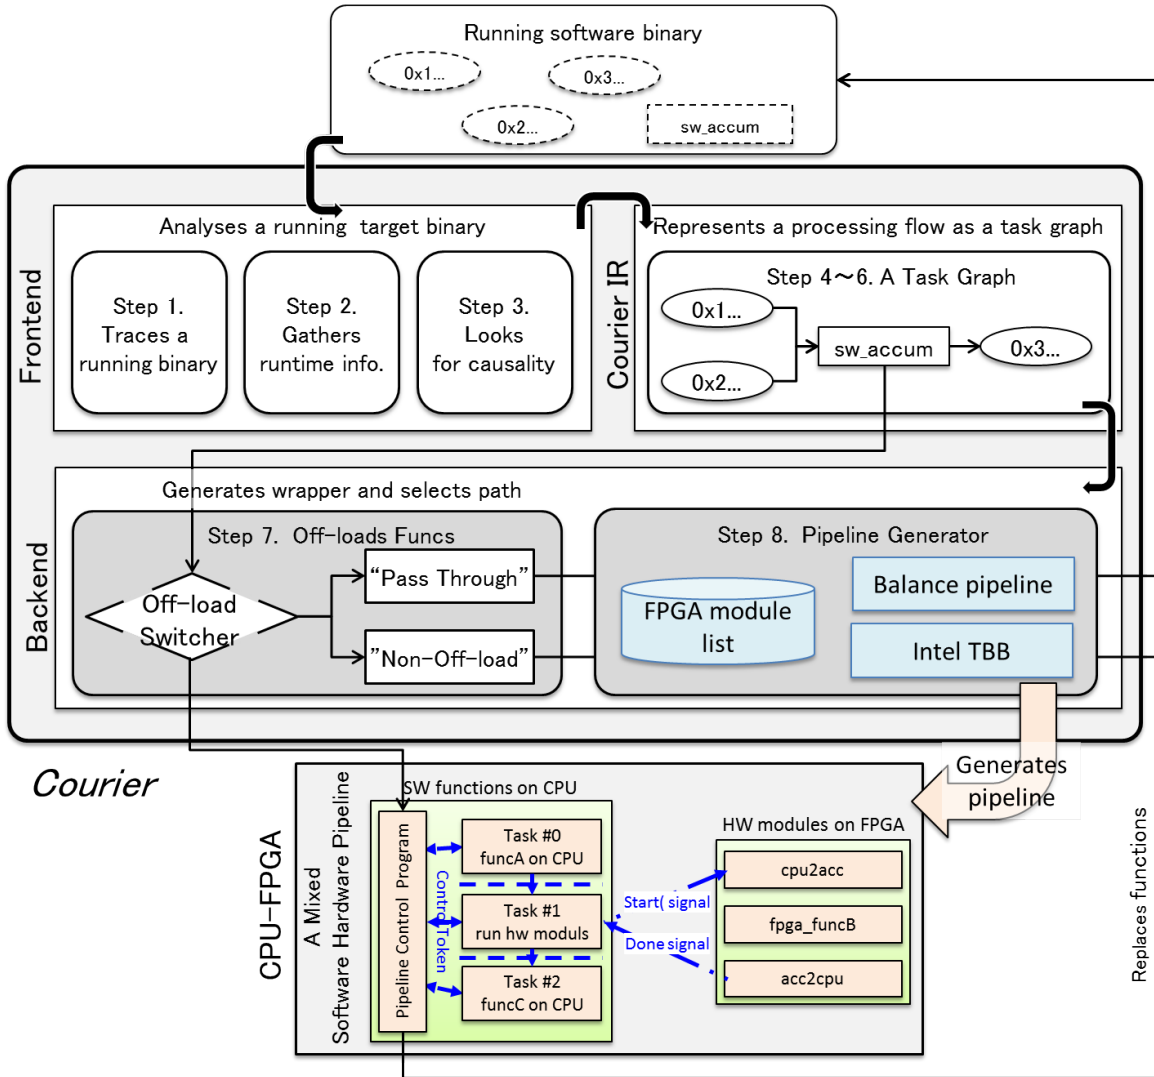 Running software binary
0x1...
0x3...
0x2...
sw_accum
Frontend
Analyses a running target binary
Step 1.
Traces a
running binary
Step 2.
Gathers
runtime info.
Step 3.
Looks
for causality
Courier IR
Represents a processing flow as a task graph
Step 4~6. A Task Graph
0x1...
0x2...
sw_accum
0x3...
Backend
Generates wrapper and selects path
Step 7. Off-loads Funcs
Off-load
Switcher
"Pass Through"
"Non-Off-load"
Step 8. Pipeline Generator
FPGA module
list
Balance pipeline
Intel TBB
Courier
Generates
pipeline
CPU-FPGA
A Mixed
Software Hardware Pipeline
SW functions on CPU
Pipeline Control Program
Control Token
Task #0
funcA on CPU
Task #1
run hw moduls
Task #2
funcC on CPU
Start( signal
Done signal
HW modules on FPGA
cpu2acc
fpga_funcB
acc2cpu
Replaces functions